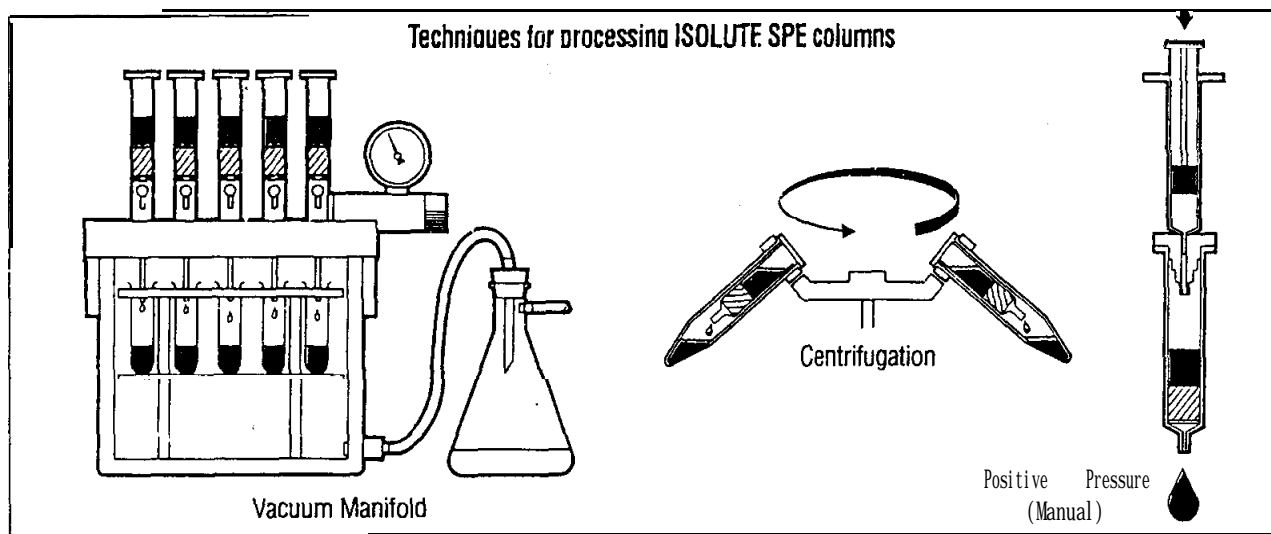 Techniques for processing ISOLUTE SPE columns
Vacuum Manifold
Centrifugation
Positive Pressure
(Manual)